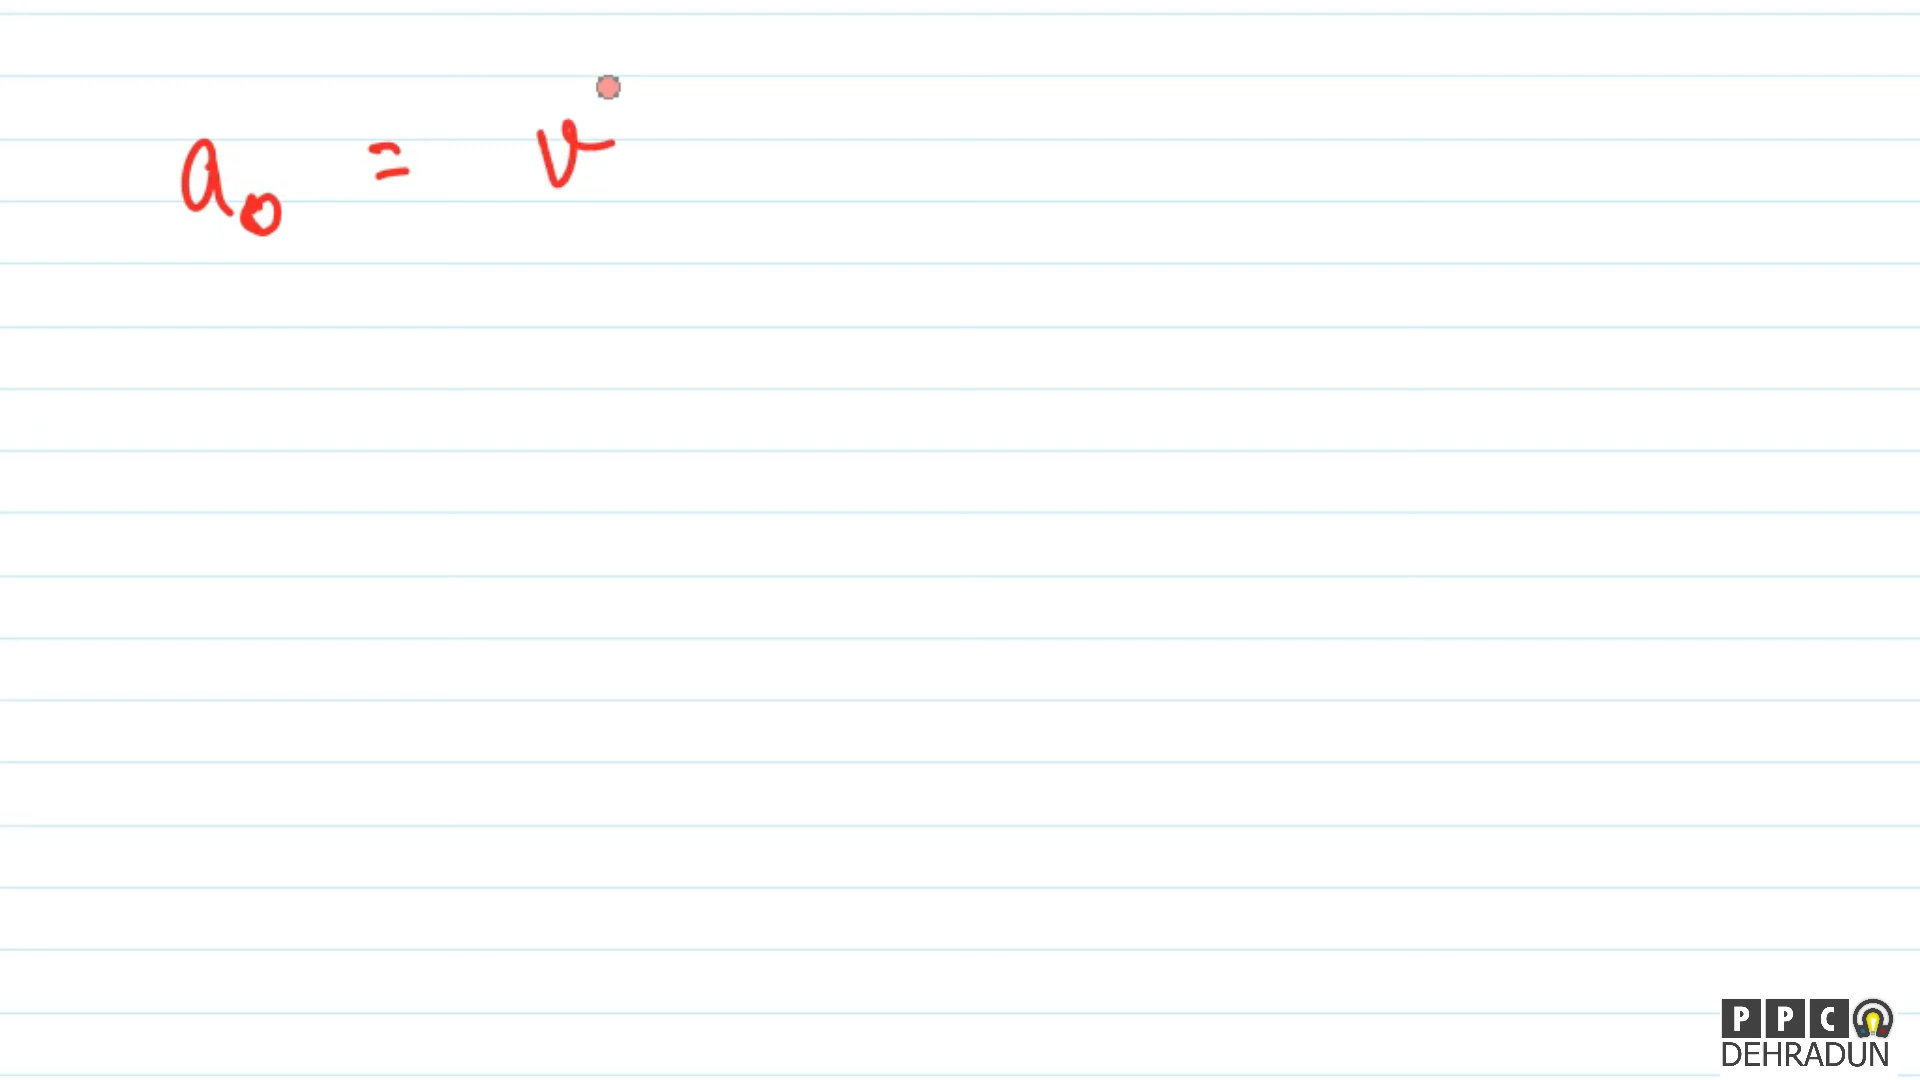 a₀ = v
PPC
DEHRADUN